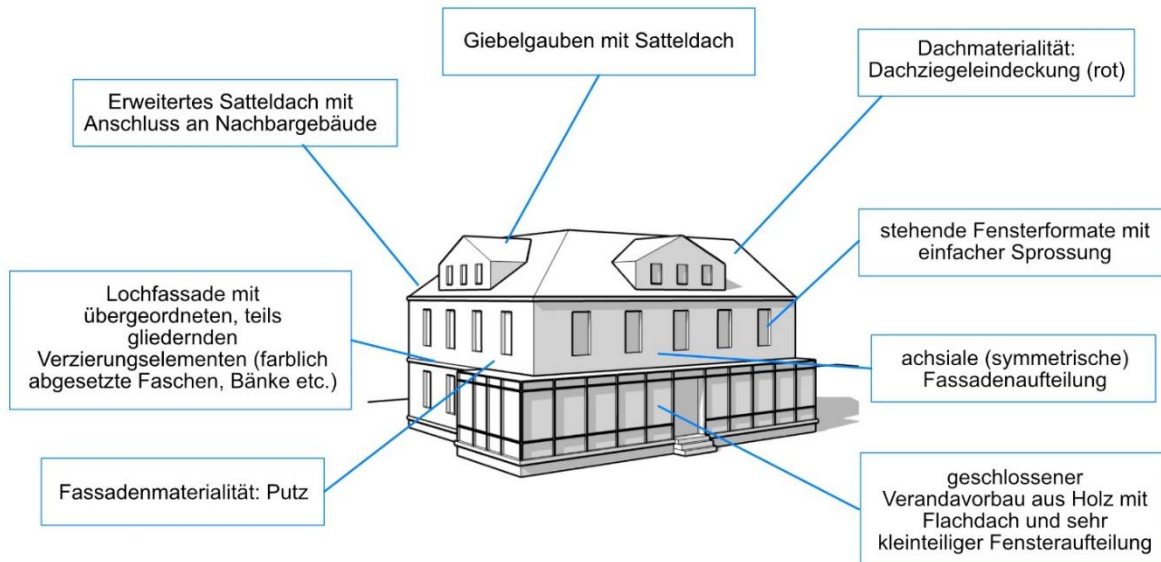 Giebelgauben mit Satteldach
Dachmaterialität:
Dachziegeleindeckung (rot)
Erweitertes Satteldach mit
Anschluss an Nachbargebäude
stehende Fensterformate mit
einfacher Sprossung
Lochfassade mit
übergeordneten, teils
gliedernden
Verzierungselementen (farblich
abgesetzte Faschen, Bänke etc.)
achsiale (symmetrische)
Fassadenaufteilung
Fassadenmaterialität: Putz
geschlossener
Verandavorbau aus Holz mit
Flachdach und sehr
kleinteiliger Fensteraufteilung